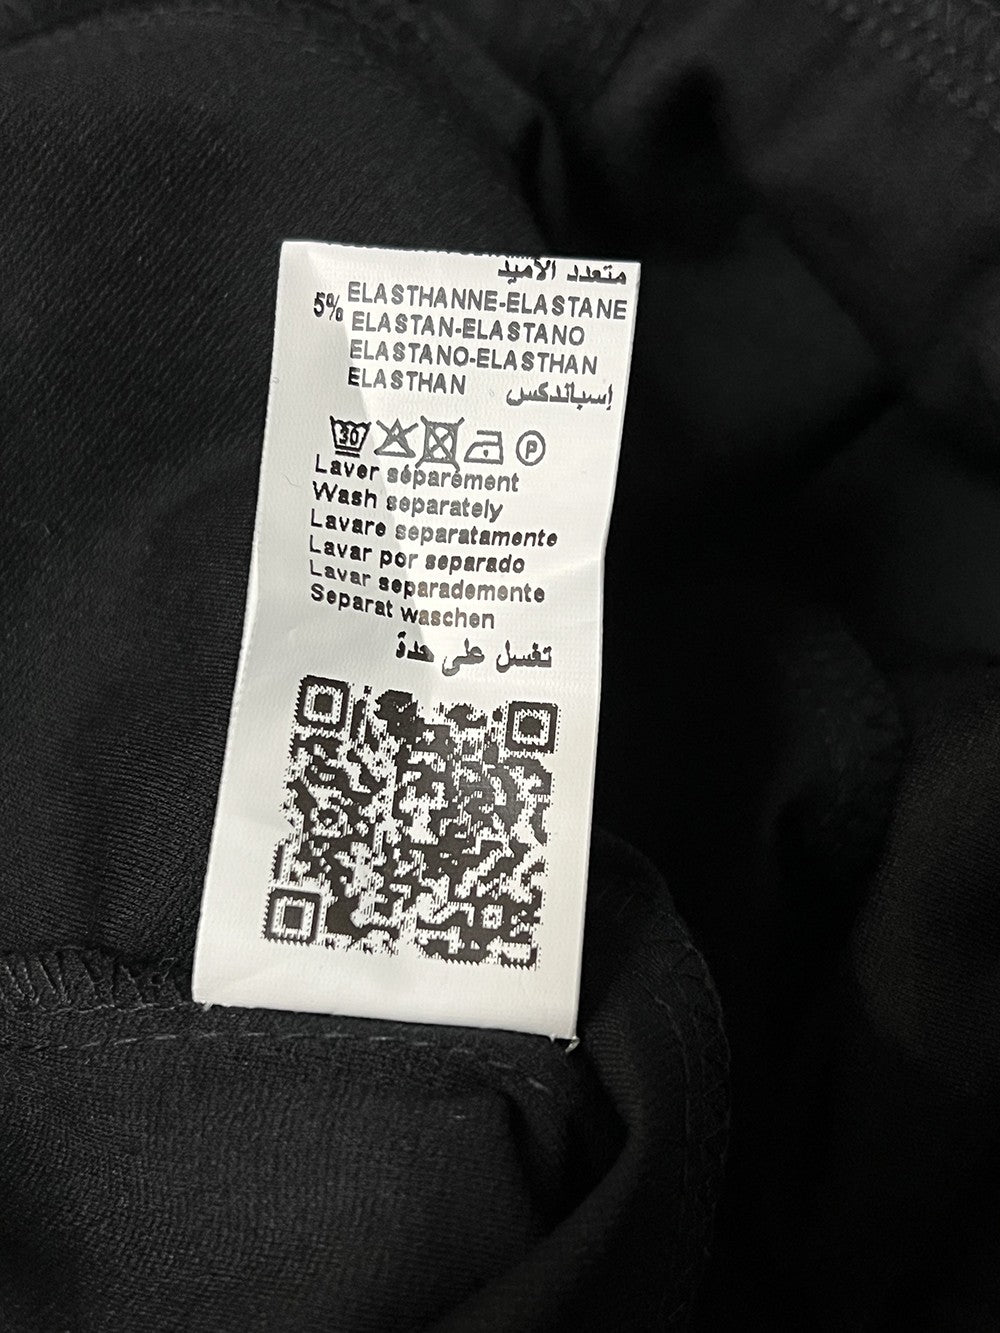 متعدد الأميد
5% ELASTHANNE-ELASTANE
ELASTAN-ELASTANO
ELASTANO-ELASTHAN
ELASTHAN إسباندكس
30 P
Laver séparément
Wash separately
Lavare separatamente
Lavar por separado
Lavar separademente
Separat waschen
تغسل على حدة